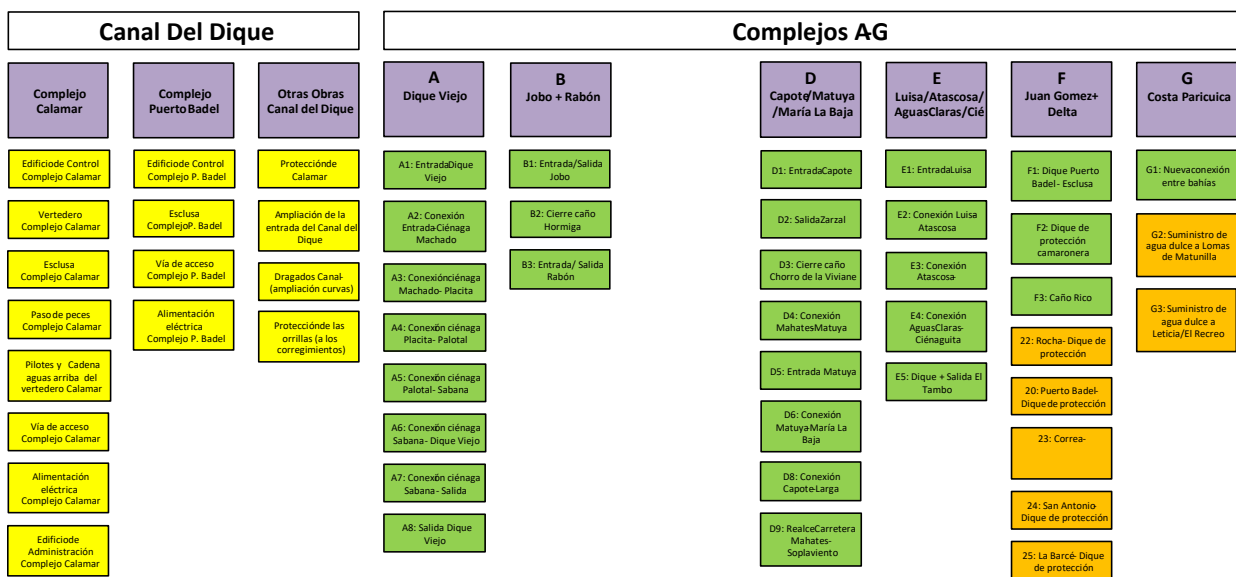 Canal Del Dique
Complejos A-G
Complejo
Calamar
Edificiode Control
Complejo Calamar
Vertedero
Complejo Calamar
Esclusa
Complejo Calamar
Pasode peces
Complejo Calamar
Pilotes y Cadena
aguas arriba del
vertedero Calamar
Vía de acceso
Complejo Calamar
Alimentación
eléctrica
Complejo Calamar
Edificiode
Administración
Complejo Calamar
Complejo
PuertoBadel
Edificiode Control
Complejo P. Badel
Esclusa
ComplejoP. Badel
Vía de acceso
Complejo P. Badel
Alimentación
eléctrica
Complejo P. Badel
Otras Obras
Canal del Dique
Protecciónde
Calamar
Ampliación de la
entrada del Canal del
Dique
Dragados Canal-
(ampliación curvas)
Protecciónde las
orrillas (a los
corregimientos)
A
Dique Viejo
A1: EntradaDique
Viejo
A2: Conexión
EntradaCiénaga
Machado
A3: Conexiónciénaga
Machado- Placita
A4: Conexión ciénaga
Placita- Palotal
A5: Conexión ciénaga
Palotal- Sabana
A6: Conexión ciénaga
Sabana- Dique Viejo
A7: Conexión ciénaga
Sabana- Salida
A8: Salida Dique
Viejo
B
Jobo + Rabón
B1: Entrada/Salida
Jobo
B2: Cierre caño
Hormiga
B3: Entrada/ Salida
Rabón
D
Capote/Matuya
/María La Baja
D1: EntradaCapote
D2: SalidaZarzal
D3: Cierre caño
Chorro de la Viviane
D4: Conexión
MahatesMatuya
D5: Entrada Matuya
D6: Conexión
Matuya-María La
Baja
D8: Conexión
Capote-Larga
D9: RealceCarretera
Mahates-
Soplaviento
E
Luisa/Atascosa/
AguasClaras/Cié
E1: EntradaLuisa
E2: Conexión Luisa
Atascosa
E3: Conexión
Atascosa-
E4: Conexión
AguasClaras-
Ciénaguita
E5: Dique + Salida El
Tambo
F
Juan Gomez+
Delta
F1: Dique Puerto
Badel- Esclusa
F2: Dique de
protección
camaronera
F3: Caño Rico
22: Rocha- Dique de
protección
20: Puerto Badel-
Dique de protección
23: Correa-
24: San Antonio-
Dique de protección
25: La Barcé- Dique
de protección
G
Costa Paricuica
G1: Nuevaconexión
entre bahías
G2: Suministro de
agua dulce a Lomas
de Matunilla
G3: Suministro de
agua dulce a
Leticia/El Recreo